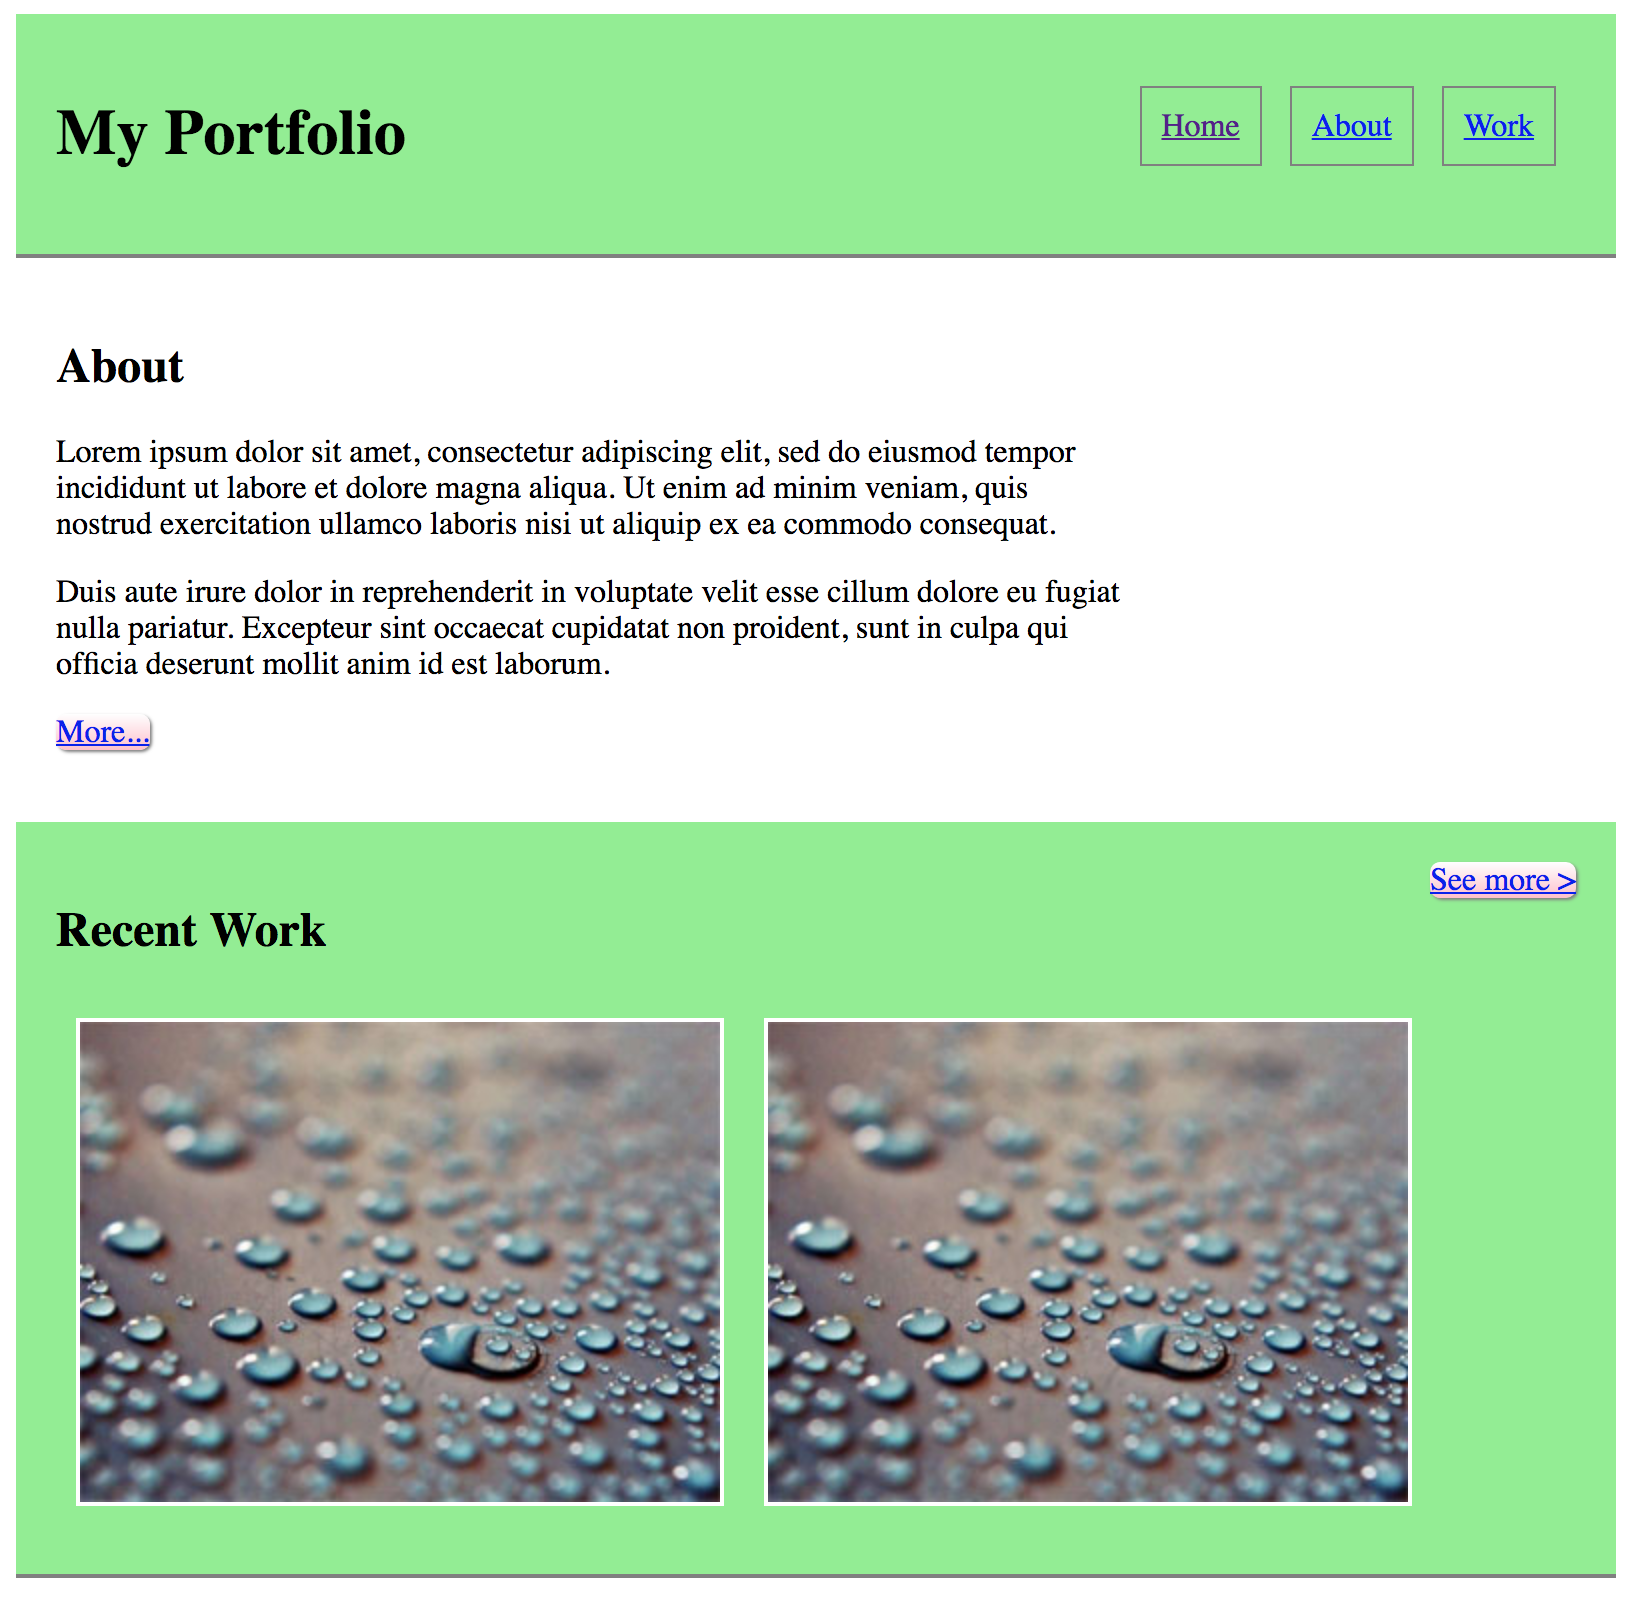 My Portfolio
Home
About
Work
About
Lorem ipsum dolor sit amet, consectetur adipiscing elit, sed do eiusmod tempor
incididunt ut labore et dolore magna aliqua. Ut enim ad minim veniam, quis
nostrud exercitation ullamco laboris nisi ut aliquip ex ea commodo consequat.
Duis aute irure dolor in reprehenderit in voluptate velit esse cillum dolore eu fugiat
nulla pariatur. Excepteur sint occaecat cupidatat non proident, sunt in culpa qui
officia deserunt mollit anim id est laborum.
More...
See more >
Recent Work